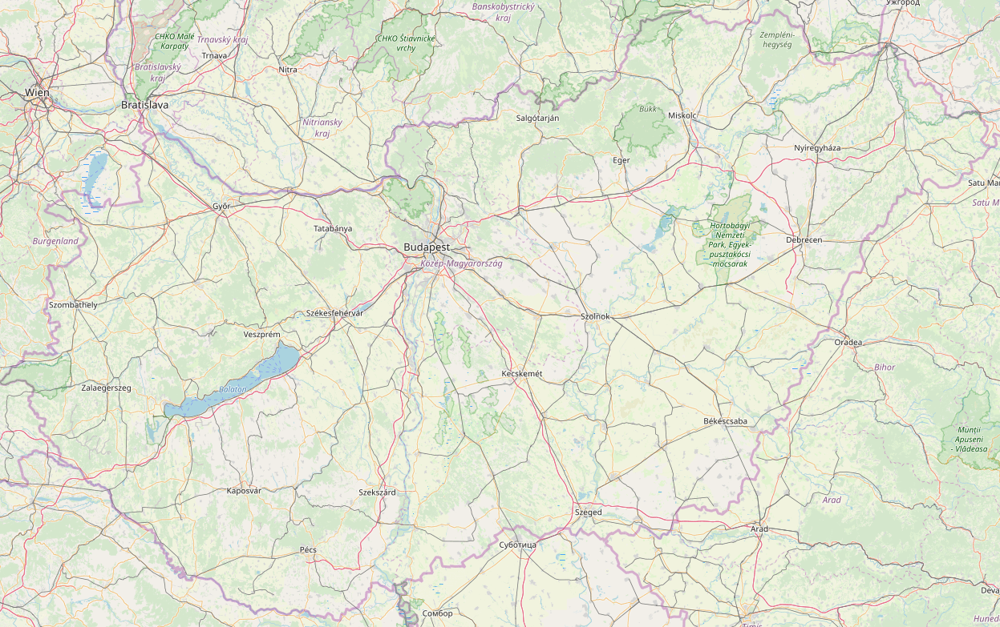 Ужгород
Banskobystrický
kraj
CHKO Malé
Karpaty
Trnavský kraj
CHKO Štiavnické
vrchy
Zempléni-
hegység
Trnava
Bratislavský
kraj
Nitra
Wien
Bratislava
Bükk
Salgótarján
Miskolc
Nitriansky
kraj
Nyíregyháza
Eger
Satu Mar
Győr
Satu M
Tatabánya
Burgenland
Hortobágyi
Nemzeti
Park, Egyek-
pusztakócsi
mocsarak
Debrecen
Budapest
Közép-Magyarország
Szombathely
Székesfehérvár
Szolnok
Veszprém
Oradea
Bihor
Kecskemét
Zalaegerszeg
Balaton
Békéscsaba
Munții
Apuseni
- Vlădeasa
Kaposvár
Szekszárd
Arad
Szeged
Arad
Суботица
Pécs
Deva
Сомбор
Huned
Timiș